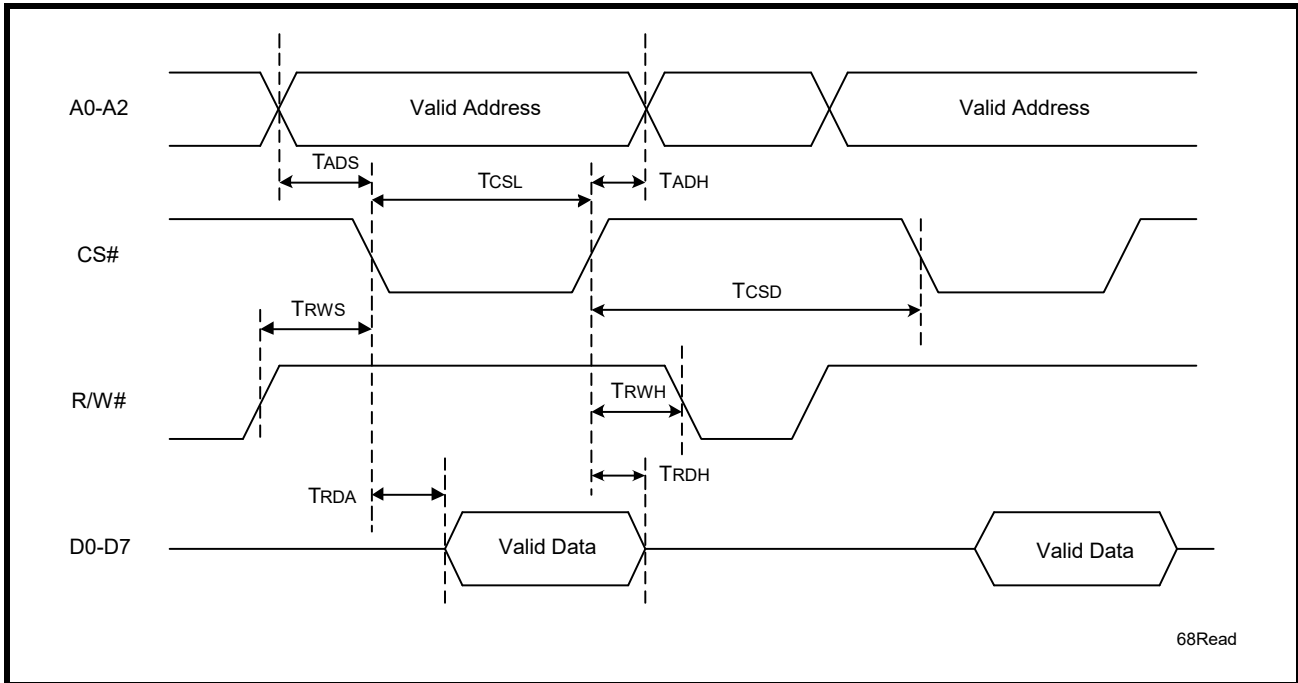 A0-A2
Valid Address
Valid Address
TADS
TCSL
TADH
CS#
TCSD
TRWS
R/W#
TRWH
TRDH
TRDA
D0-D7
Valid Data
Valid Data
68Read